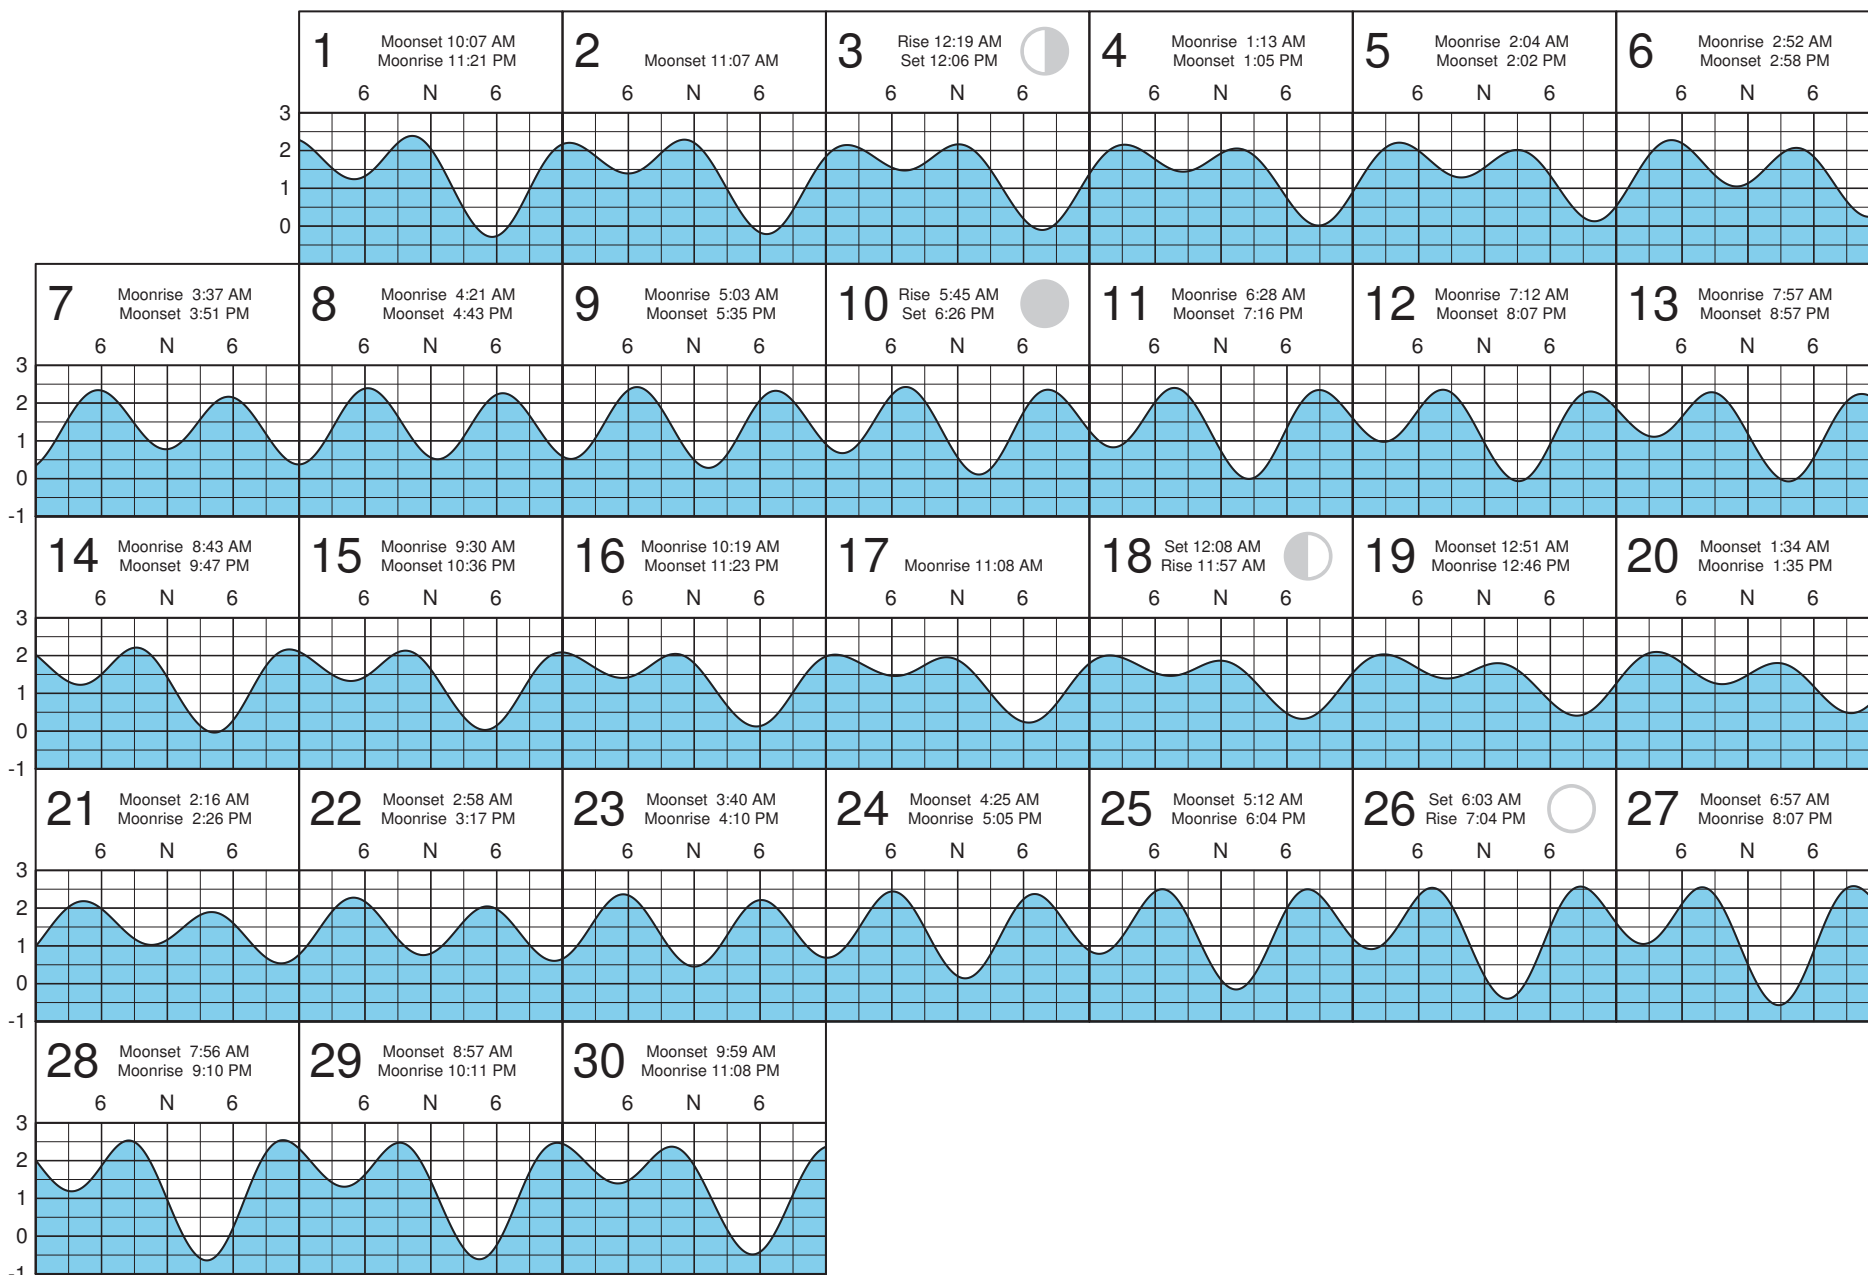 1 Moonset 10:07 AM
Moonrise 11:21 PM
2 Moonset 11:07 AM
3 Rise 12:19 AM
Set 12:06 PM
4 Moonrise 1:13 AM
Moonset 1:05 PM
5 Moonrise 2:04 AM
Moonset 2:02 PM
6 Moonrise 2:52 AM
Moonset 2:58 PM
6 N 6 6 N 6 6 N 6 6 N 6 6 N 6 6 N 6
3
2
1
0
7 Moonrise 3:37 AM
Moonset 3:51 PM
8 Moonrise 4:21 AM
Moonset 4:43 PM
9 Moonrise 5:03 AM
Moonset 5:35 PM
10 Rise 5:45 AM
Set 6:26 PM
11 Moonrise 6:28 AM
Moonset 7:16 PM
12 Moonrise 7:12 AM
Moonset 8:07 PM
13 Moonrise 7:57 AM
Moonset 8:57 PM
6 N 6 6 N 6 6 N 6 6 N 6 6 N 6 6 N 6 6 N 6
3
2
1
0
-1
14 Moonrise 8:43 AM
Moonset 9:47 PM
15 Moonrise 9:30 AM
Moonset 10:36 PM
16 Moonrise 10:19 AM
Moonset 11:23 PM
17 Moonrise 11:08 AM
18 Set 12:08 AM
Rise 11:57 AM
19 Moonset 12:51 AM
Moonrise 12:46 PM
20 Moonset 1:34 AM
Moonrise 1:35 PM
6 N 6 6 N 6 6 N 6 6 N 6 6 N 6 6 N 6 6 N 6
3
2
1
0
-1
21 Moonset 2:16 AM
Moonrise 2:26 PM
22 Moonset 2:58 AM
Moonrise 3:17 PM
23 Moonset 3:40 AM
Moonrise 4:10 PM
24 Moonset 4:25 AM
Moonrise 5:05 PM
25 Moonset 5:12 AM
Moonrise 6:04 PM
26 Set 6:03 AM
Rise 7:04 PM
27 Moonset 6:57 AM
Moonrise 8:07 PM
6 N 6 6 N 6 6 N 6 6 N 6 6 N 6 6 N 6 6 N 6
3
2
1
0
-1
28 Moonset 7:56 AM
Moonrise 9:10 PM
29 Moonset 8:57 AM
Moonrise 10:11 PM
30 Moonset 9:59 AM
Moonrise 11:08 PM
6 N 6 6 N 6 6 N 6
3
2
1
0
-1